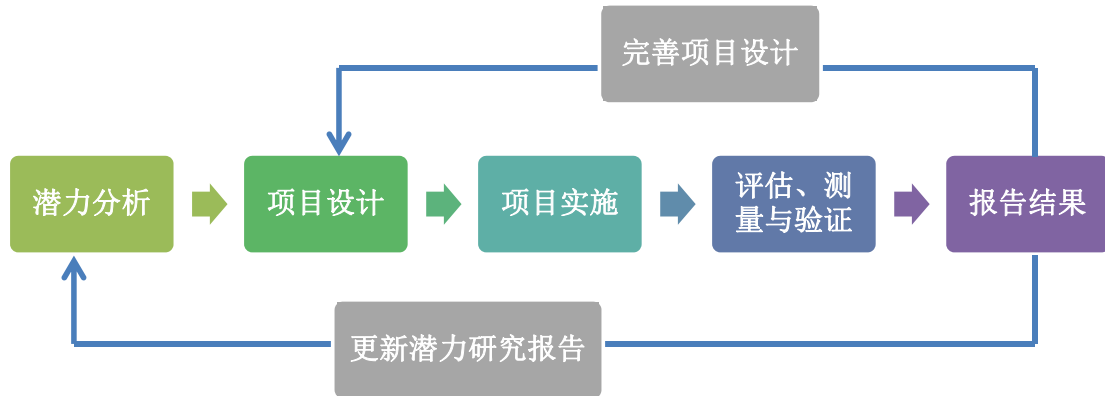 完善项目设计
潜力分析
项目设计
项目实施
评估、测
量与验证
报告结果
更新潜力研究报告